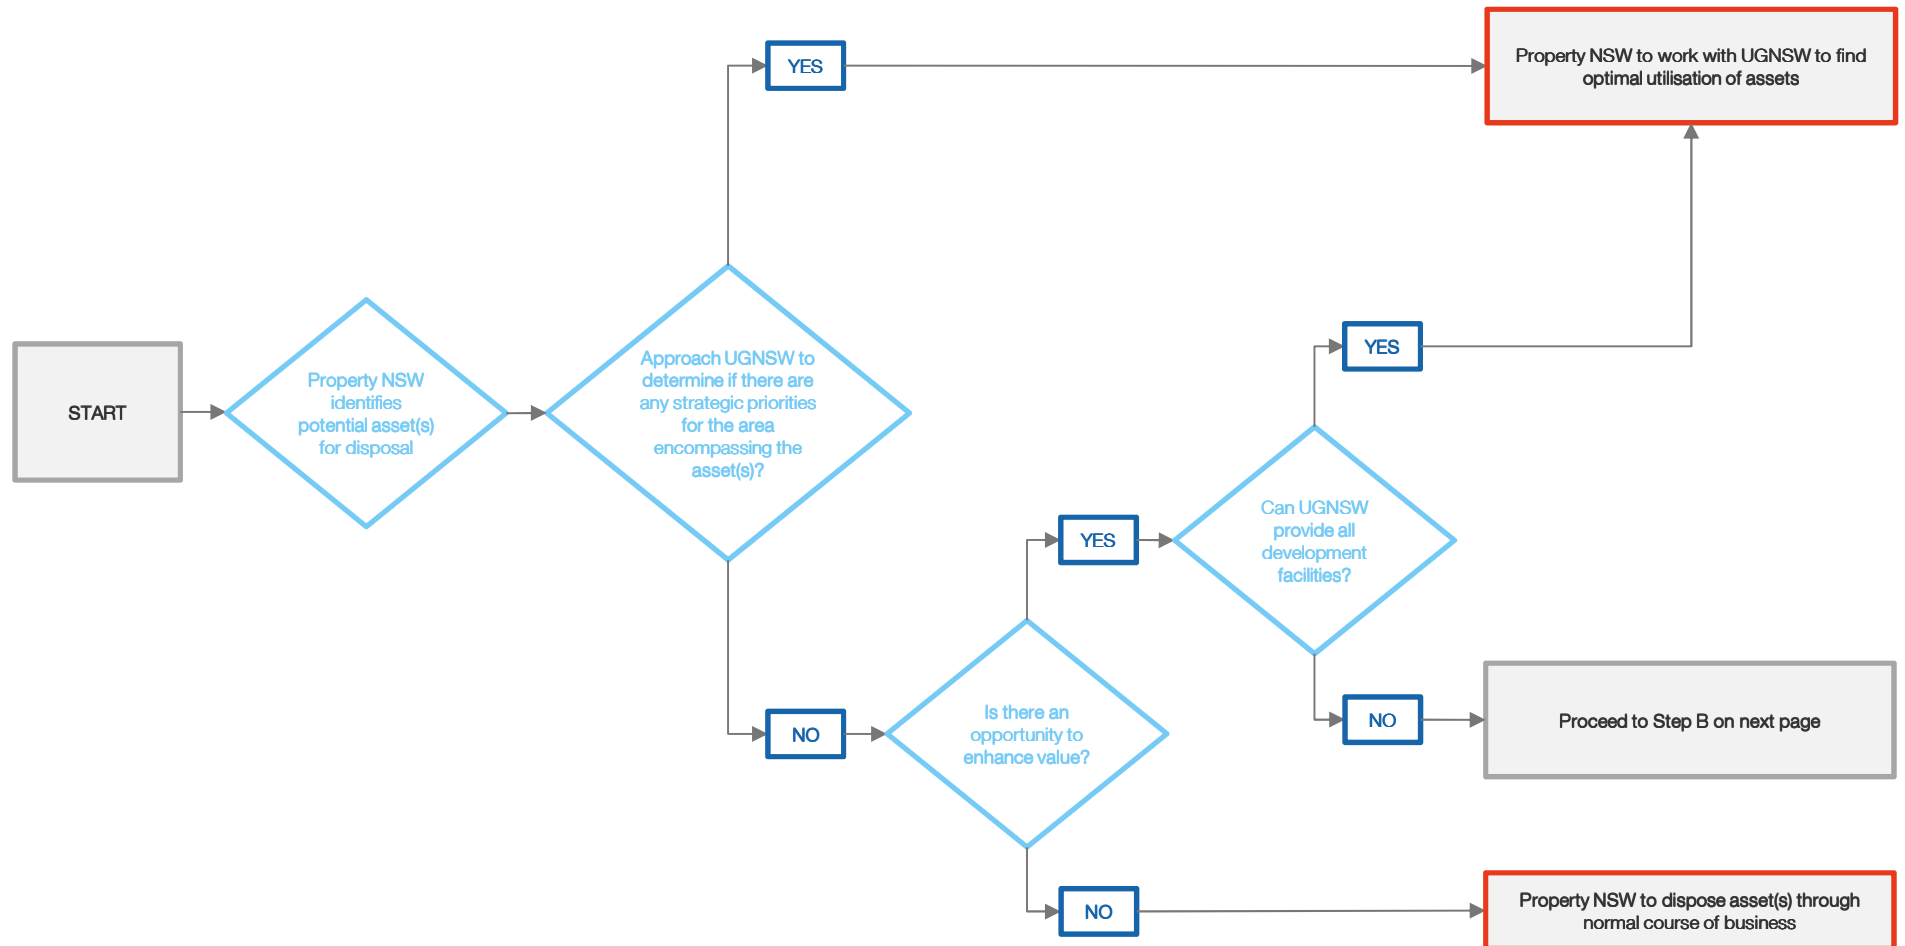 YES
Property NSW to work with UGNSW to find
optimal utilisation of assets
START
Property NSW
identifies
potential asset(s)
for disposal
Approach UGNSW to
determine if there are
any strategic priorities
for the area
encompassing the
asset(s)?
YES
YES
Can UGNSW
provide all
development
facilities?
NO
Is there an
opportunity to
enhance value?
NO
Proceed to Step B on next page
NO
Property NSW to dispose asset(s) through
normal course of business